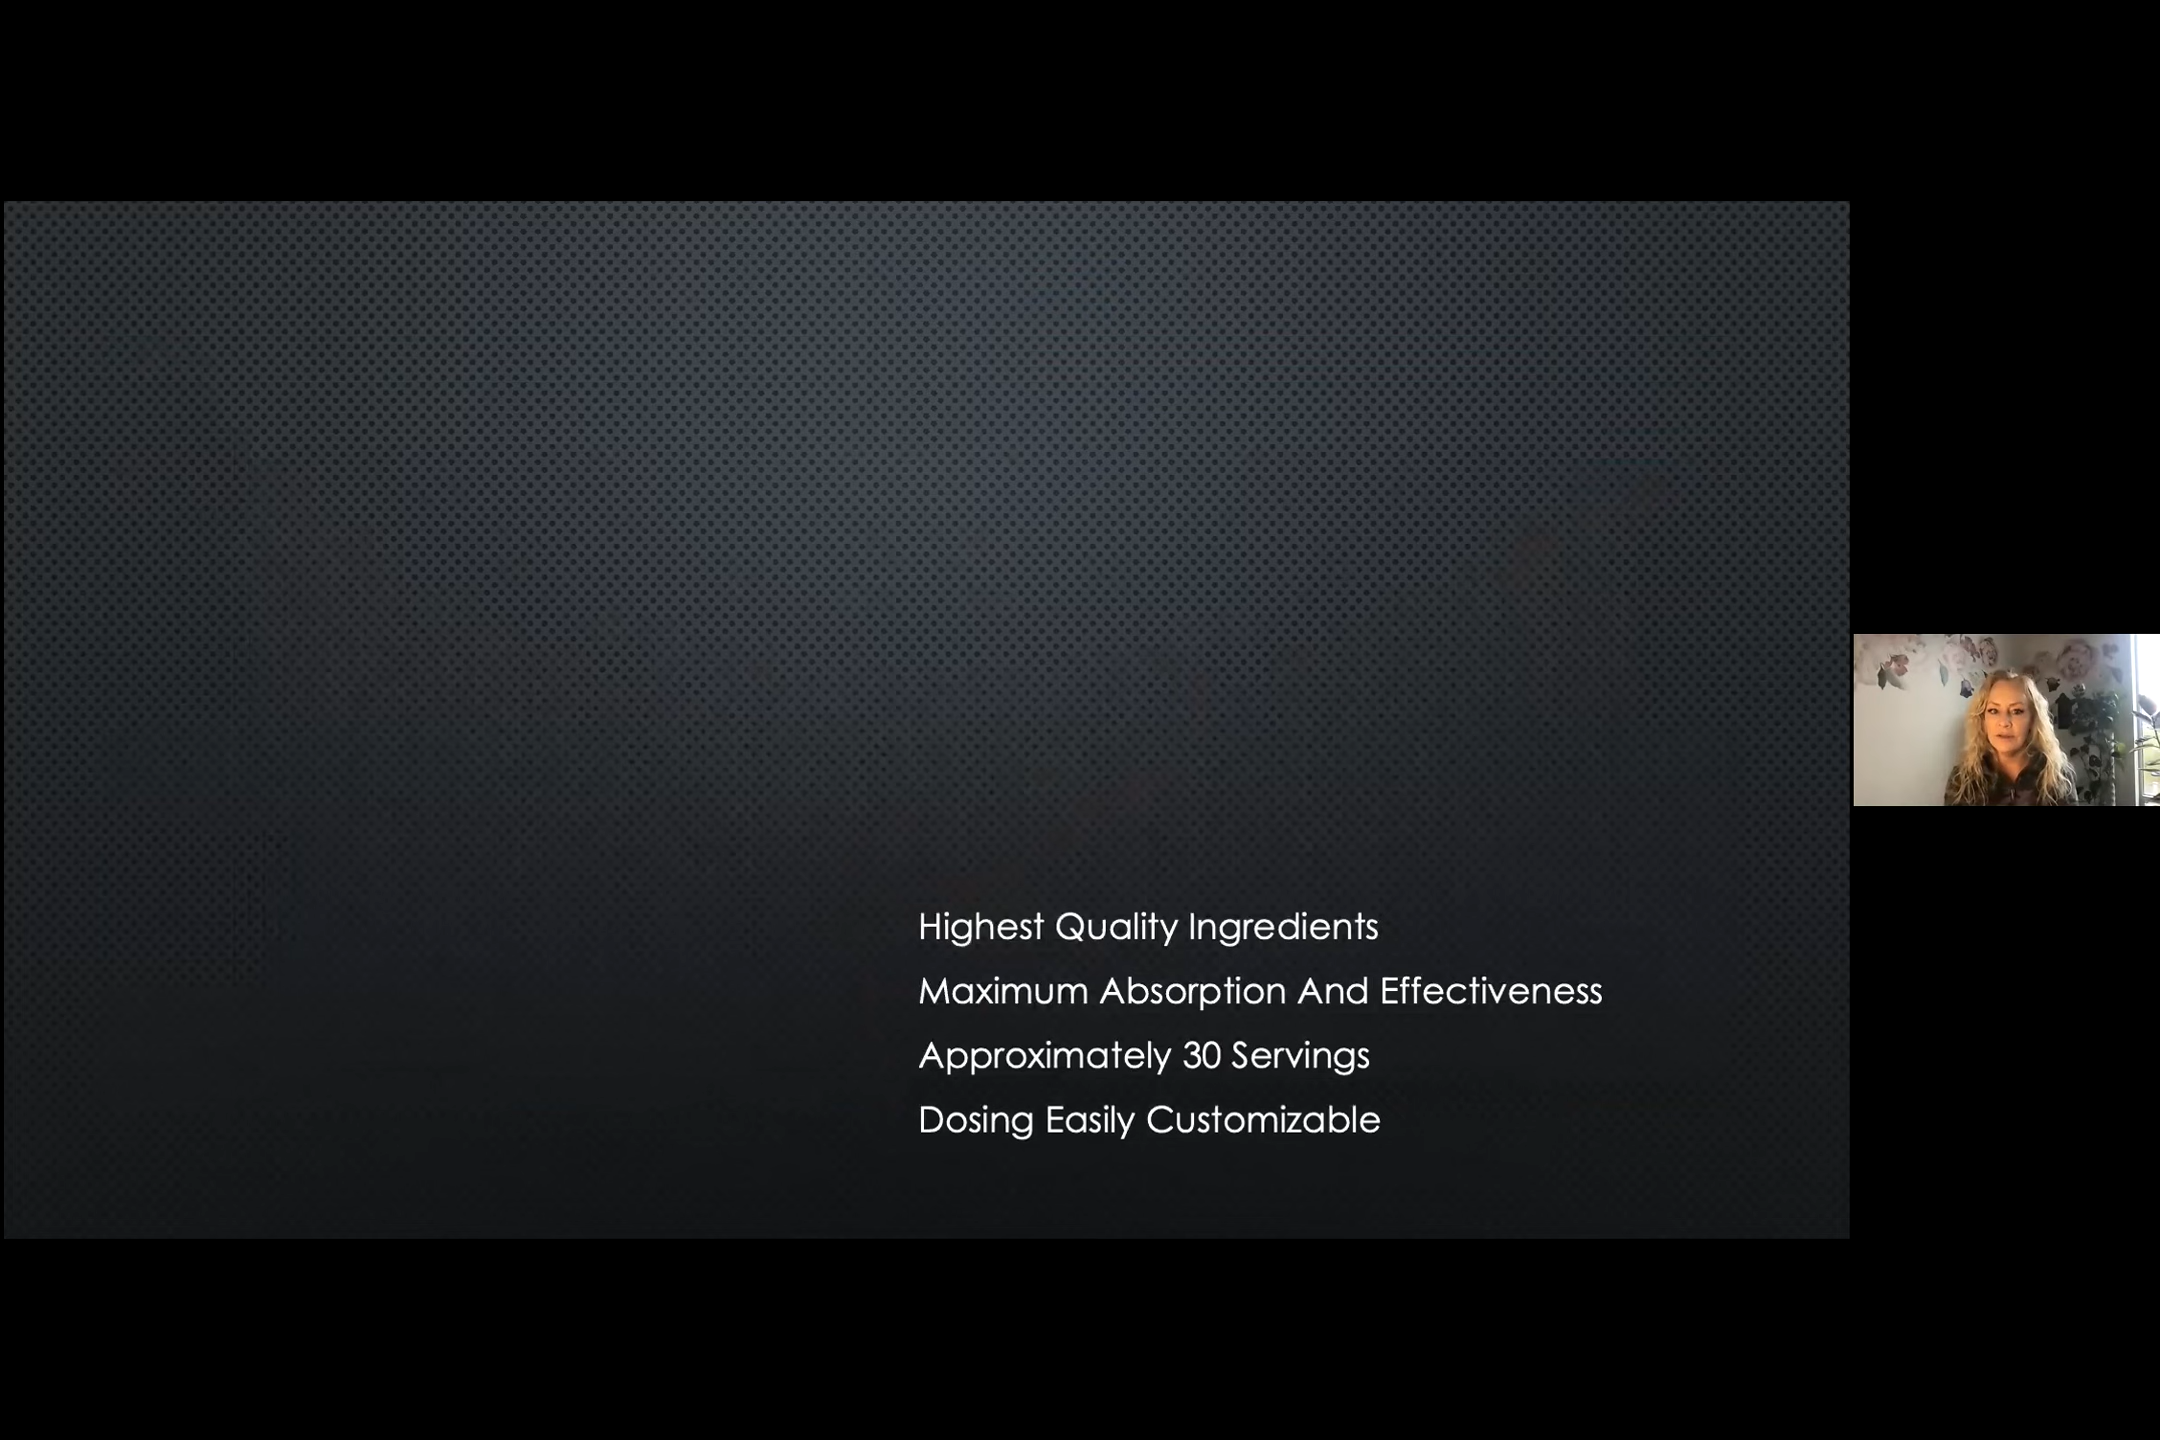 Highest Quality Ingredients
Maximum Absorption And Effectiveness
Approximately 30 Servings
Dosing Easily Customizable